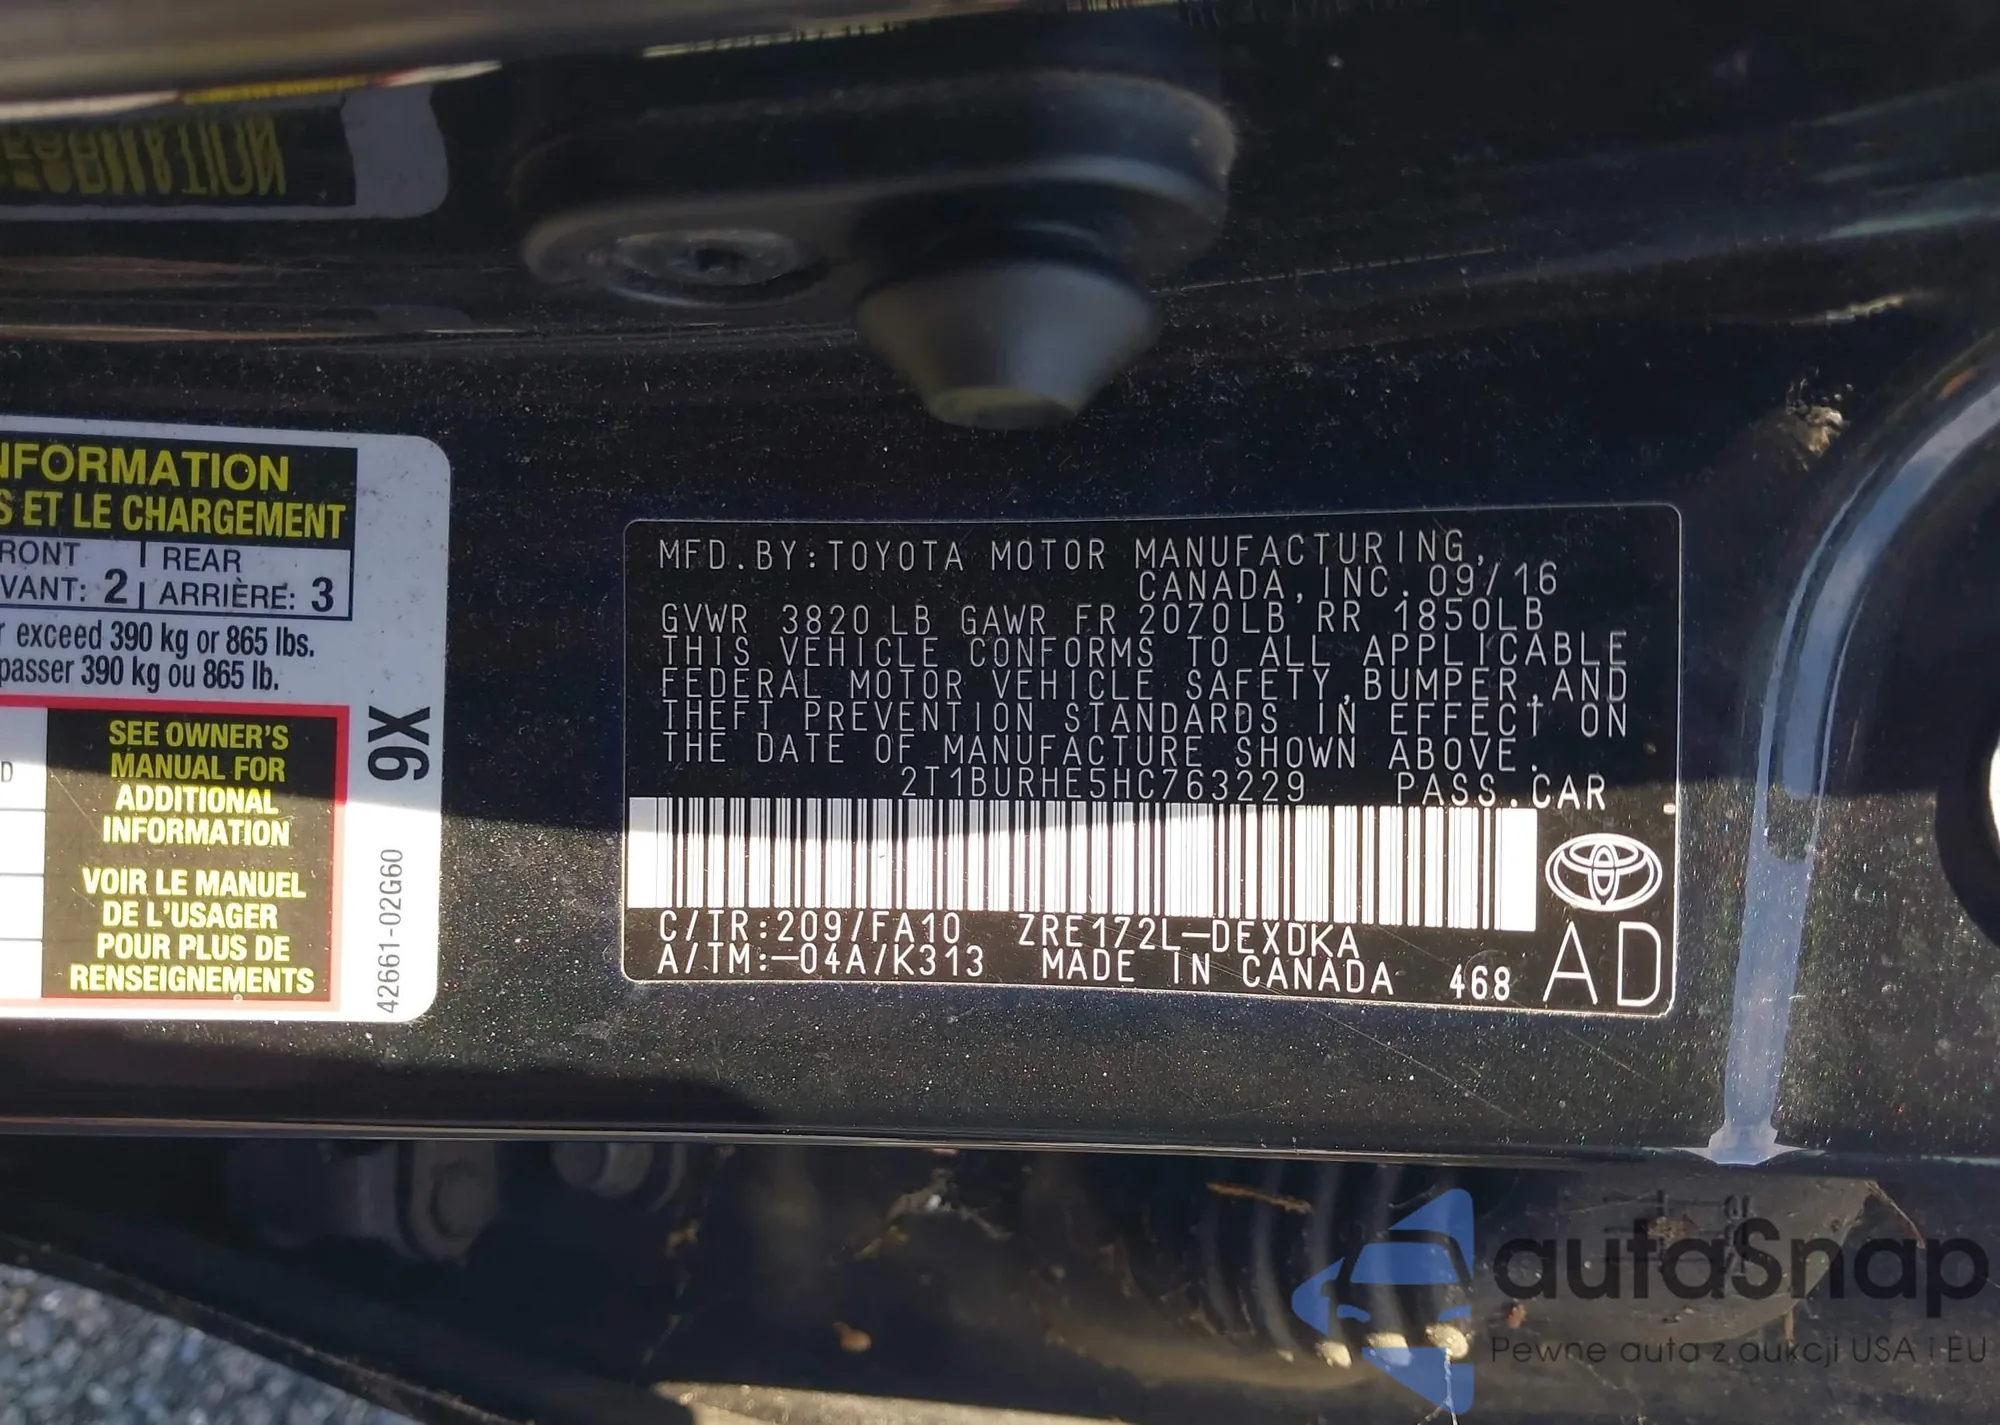 INFORMATION
S ET LE CHARGEMENT
RONT | REAR
VANT: 2 | ARRIÈRE: 3
r exceed 390 kg or 865 lbs.
passer 390 kg ou 865 lb.
SEE OWNER'S
MANUAL FOR
ADDITIONAL
INFORMATION
VOIR LE MANUEL
DE L'USAGER
POUR PLUS DE
RENSEIGNEMENTS
D
9X
42661-02G60
MFD.BY:TOYOTA MOTOR MANUFACTURING,
CANADA,INC.09/16
GVWR 3820LB GAWR FR 2070LB RR 1850LB
THIS VEHICLE CONFORMS TO ALL APPLICABLE
FEDERAL MOTOR VEHICLE SAFETY,BUMPER,AND
THEFT PREVENTION STANDARDS IN EFFECT ON
THE DATE OF MANUFACTURE SHOWN ABOVE.
2T1BURHE5HC763229 PASS.CAR
C/TR:209/FA10 ZRE172L-DEXDKA
A/TM:-04A/K313 MADE IN CANADA 468
AD
autaSnap
Pewne auta z aukcji USA i EU